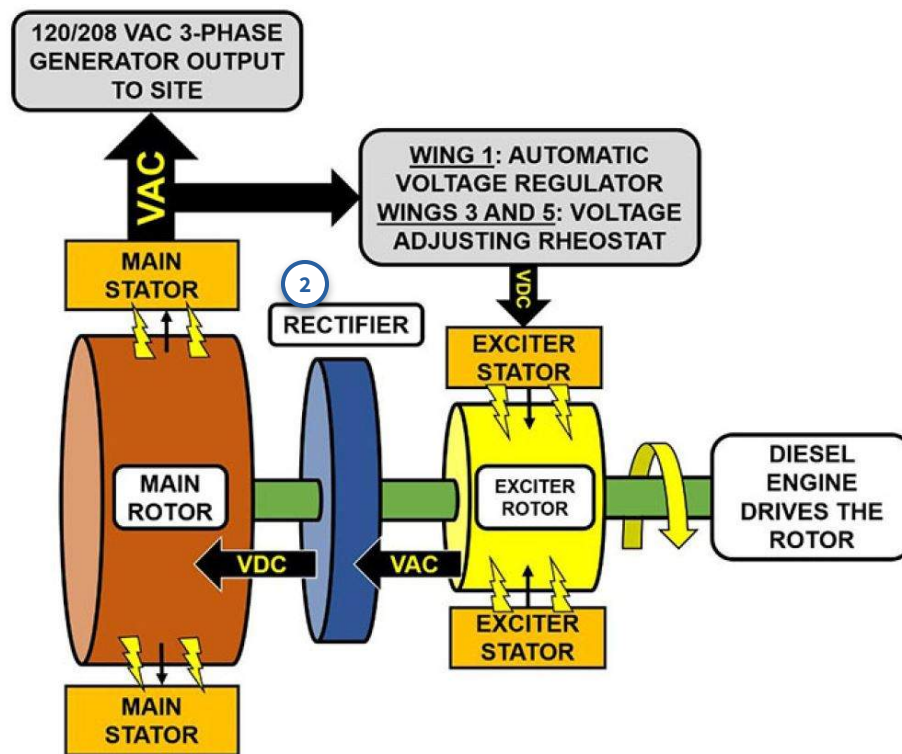 120/208 VAC 3-PHASE
GENERATOR OUTPUT
TO SITE
VAC
WING 1: AUTOMATIC
VOLTAGE REGULATOR
WINGS 3 AND 5: VOLTAGE
ADJUSTING RHEOSTAT
VDC
MAIN
STATOR
2
RECTIFIER
EXCITER
STATOR
MAIN
ROTOR
EXCITER
ROTOR
DIESEL
ENGINE
DRIVES THE
ROTOR
VDC
VAC
EXCITER
STATOR
MAIN
STATOR